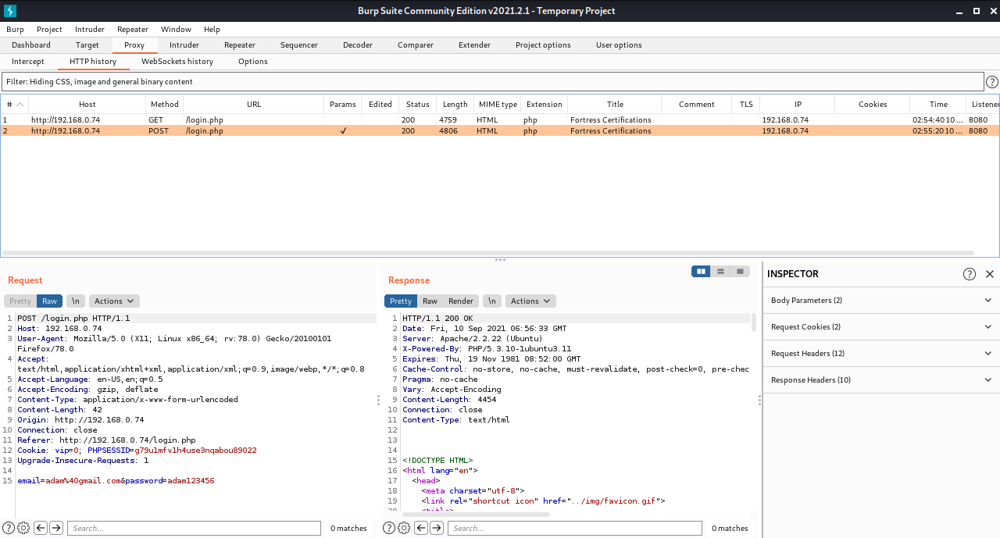 Burp Suite Community Edition v2021.2.1 - Temporary Project
Burp Project Intruder Repeater Window Help
Dashboard Target Proxy Intruder Repeater Sequencer Decoder Comparer Extender Project options User options
Intercept HTTP history WebSockets history Options
Filter: Hiding CSS, image and general binary content ?
# Host Method URL Params Edited Status Length MIME type Extension Title Comment TLS IP Cookies Time Listene
1 http://192.168.0.74 GET /login.php 200 4759 HTML php Fortress Certifications 192.168.0.74 02:54:40 10 ... 8080
2 http://192.168.0.74 POST /login.php ✓ 200 4806 HTML php Fortress Certifications 192.168.0.74 02:55:20 10 ... 8080
Request
Pretty Raw \n Actions
1 POST /login.php HTTP/1.1
2 Host: 192.168.0.74
3 User-Agent: Mozilla/5.0 (X11; Linux x86_64; rv:78.0) Gecko/20100101
Firefox/78.0
4 Accept:
text/html,application/xhtml+xml,application/xml;q=0.9,image/webp,*/*;q=0.8
5 Accept-Language: en-US,en;q=0.5
6 Accept-Encoding: gzip, deflate
7 Content-Type: application/x-www-form-urlencoded
8 Content-Length: 42
9 Origin: http://192.168.0.74
10 Connection: close
11 Referer: http://192.168.0.74/login.php
12 Cookie: vip=0; PHPSESSID=g79u1mfv1h4use3nqabou89022
13 Upgrade-Insecure-Requests: 1
14
15 email=adam%40gmail.com&password=adam123456
? Search... 0 matches
Response
Pretty Raw Render \n Actions
1 HTTP/1.1 200 OK
2 Date: Fri, 10 Sep 2021 06:56:33 GMT
3 Server: Apache/2.2.22 (Ubuntu)
4 X-Powered-By: PHP/5.3.10-1ubuntu3.11
5 Expires: Thu, 19 Nov 1981 08:52:00 GMT
6 Cache-Control: no-store, no-cache, must-revalidate, post-check=0, pre-chec
7 Pragma: no-cache
8 Vary: Accept-Encoding
9 Content-Length: 4454
10 Connection: close
11 Content-Type: text/html
12
13
14
15 <!DOCTYPE HTML>
16 <html lang="en">
17 <head>
18 <meta charset="utf-8">
19 <link rel="shortcut icon" href="../img/favicon.gif">
20 <title>
? Search... 0 matches
INSPECTOR ?
Body Parameters (2)
Request Cookies (2)
Request Headers (12)
Response Headers (10)